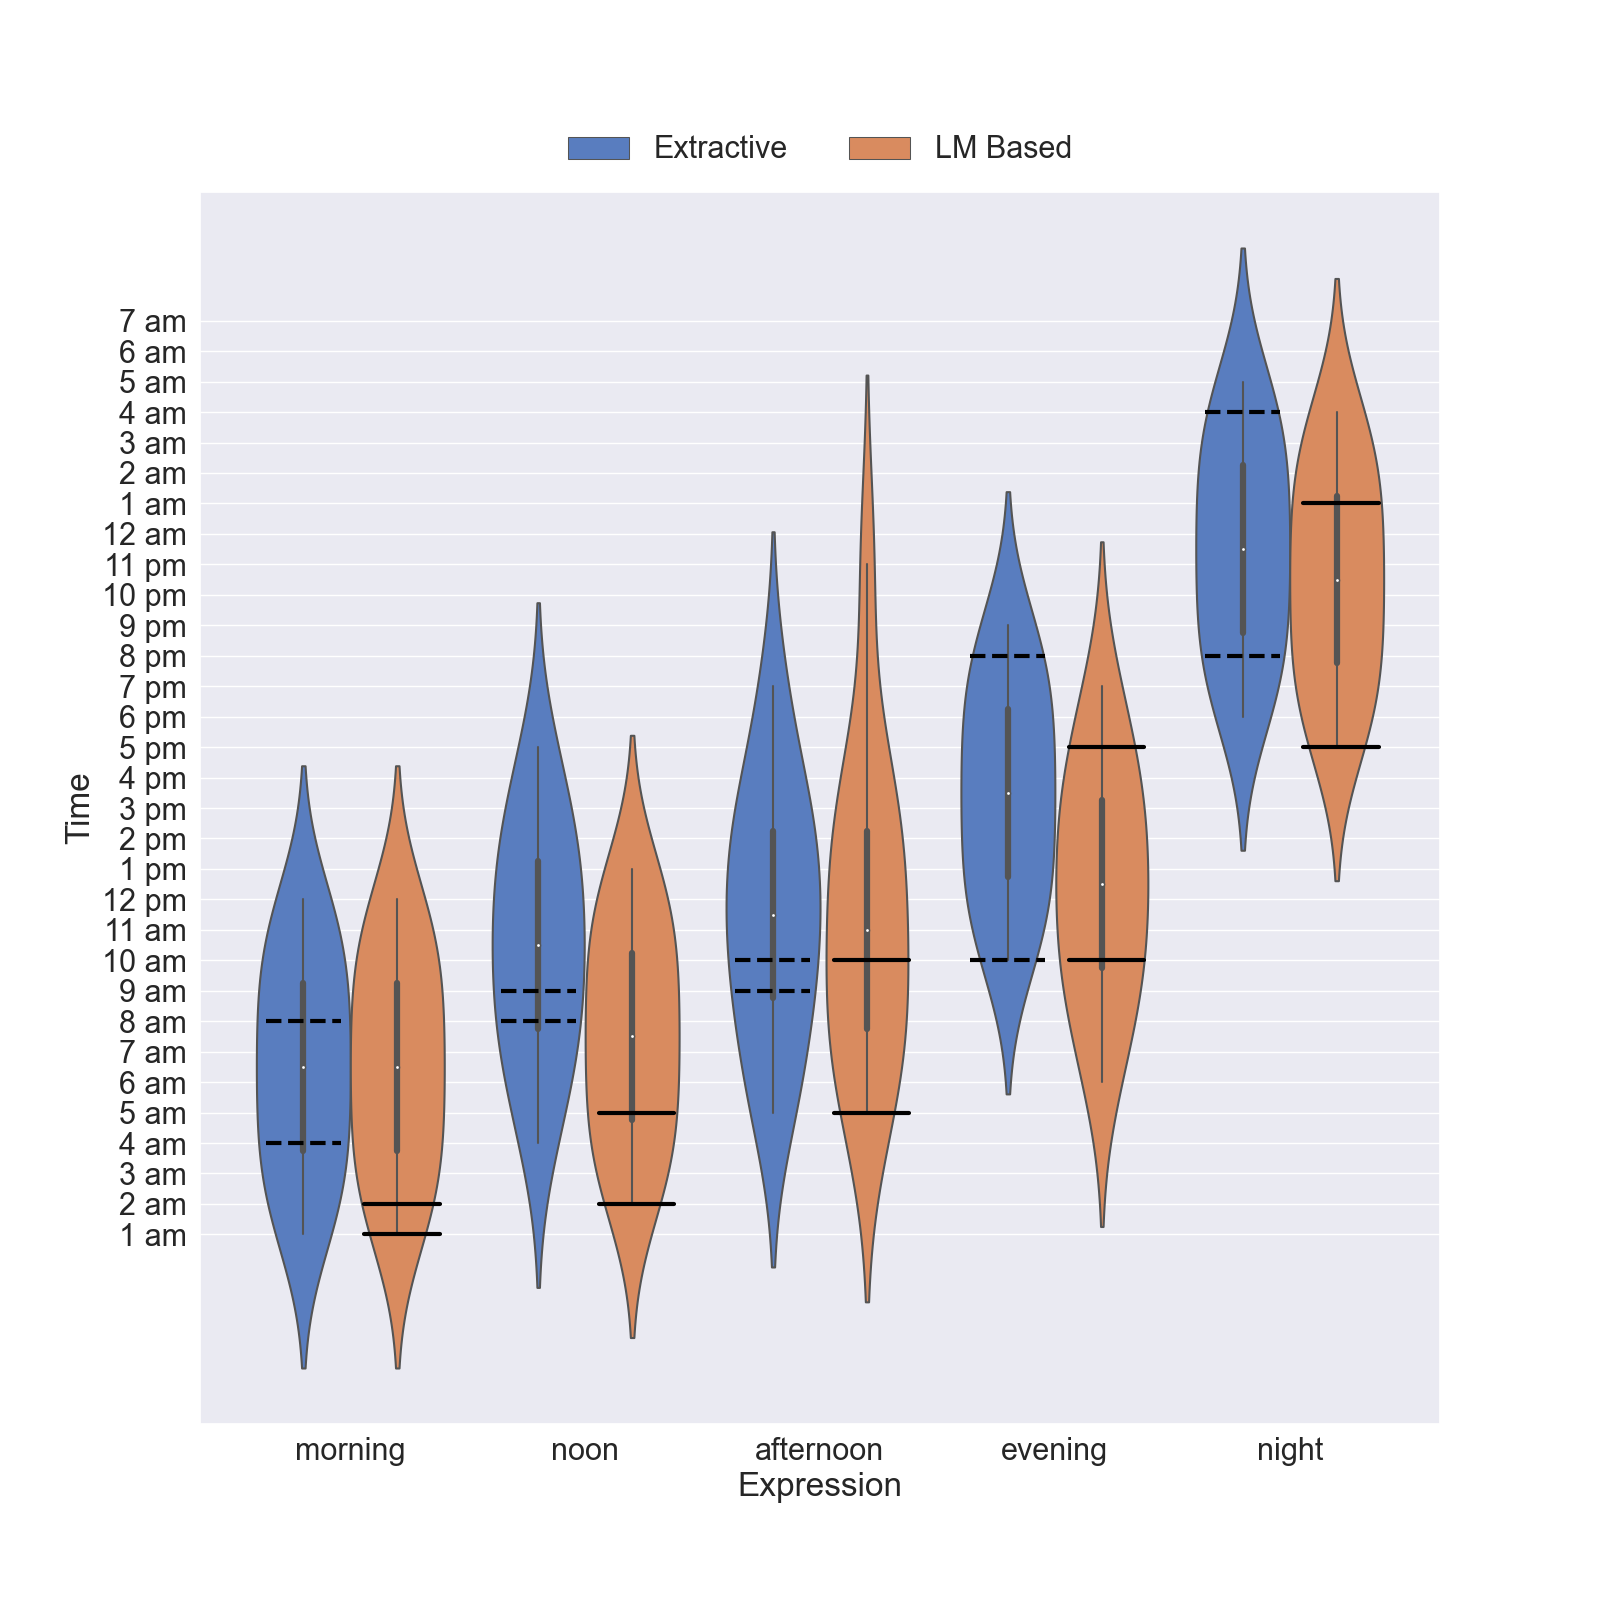 Extractive LM Based
7 am
6 am
5 am
4 am
3 am
2 am
1 am
12 am
11 pm
10 pm
9 pm
8 pm
7 pm
6 pm
5 pm
4 pm
3 pm
2 pm
1 pm
12 pm
11 am
10 am
9 am
8 am
7 am
6 am
5 am
4 am
3 am
2 am
1 am
Time
morning noon afternoon evening night
Expression